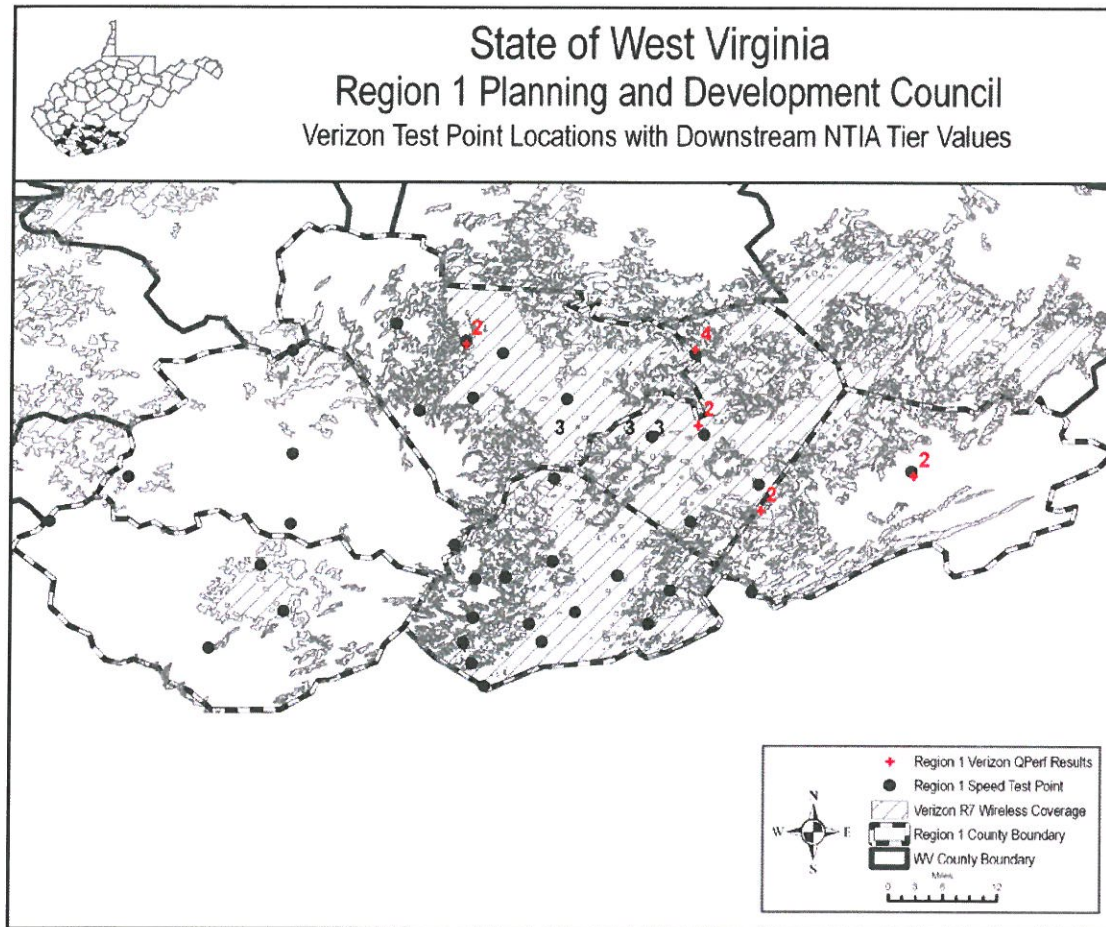 State of West Virginia
Region 1 Planning and Development Council
Verizon Test Point Locations with Downstream NTIA Tier Values
2
4
2
3 3 3
2
2
Region 1 Verizon QPerf Results
Region 1 Speed Test Point
Verizon R7 Wireless Coverage
Region 1 County Boundary
WV County Boundary
N
W E
S
Miles
0 3 6 12